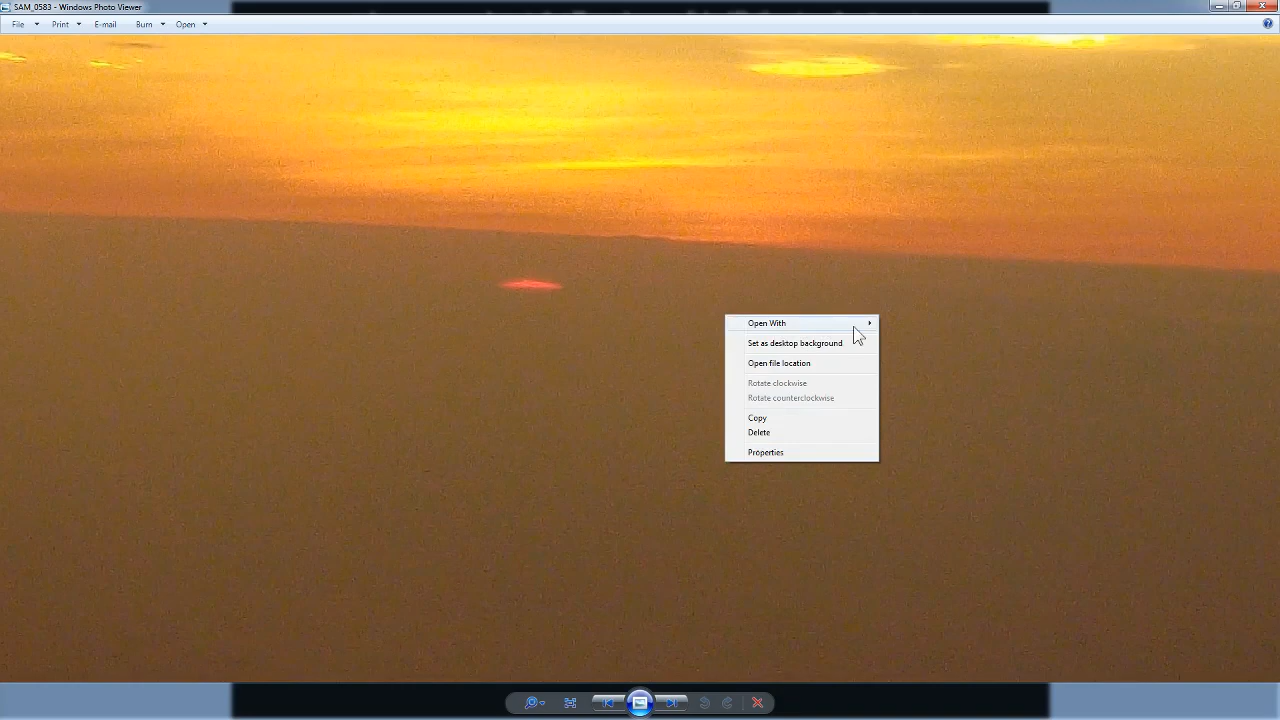 SAM_0583 - Windows Photo Viewer
File Print E-mail Burn Open
Open With
Set as desktop background
Open file location
Rotate clockwise
Rotate counterclockwise
Copy
Delete
Properties